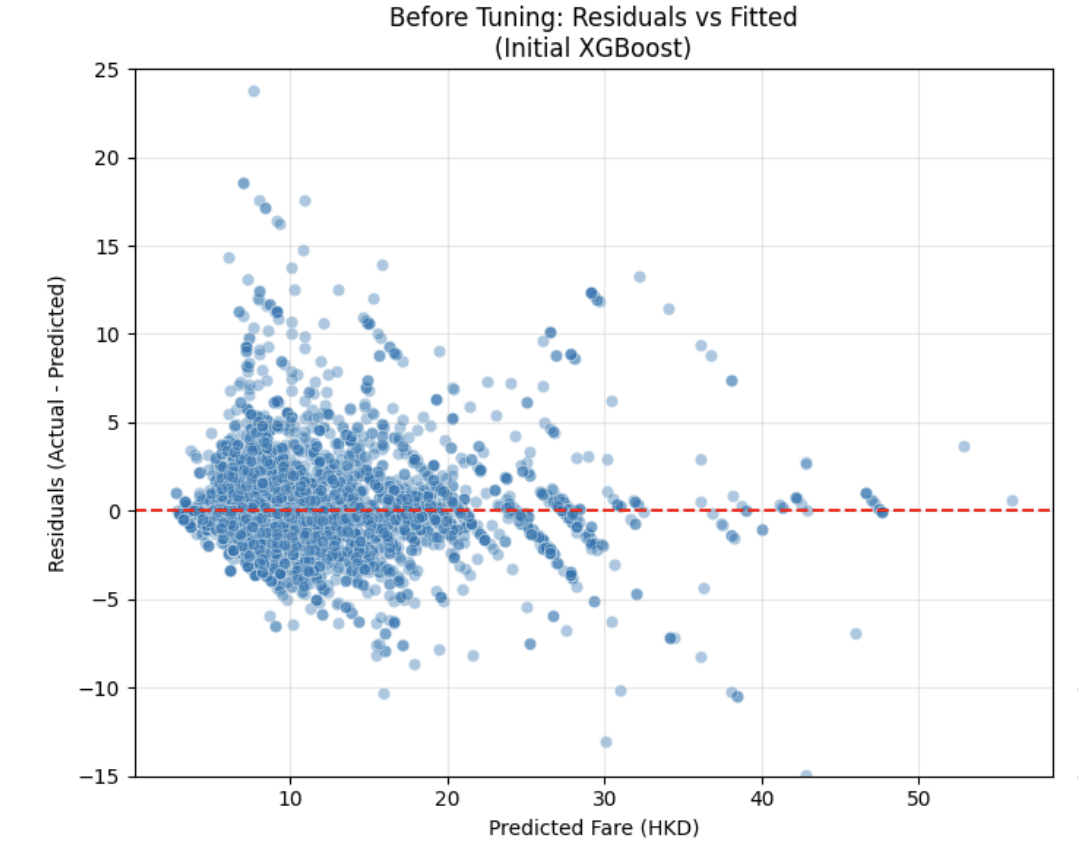 Before Tuning: Residuals vs Fitted
(Initial XGBoost)
25
20
15
10
5
0
−5
−10
−15
Residuals (Actual - Predicted)
10 20 30 40 50
Predicted Fare (HKD)